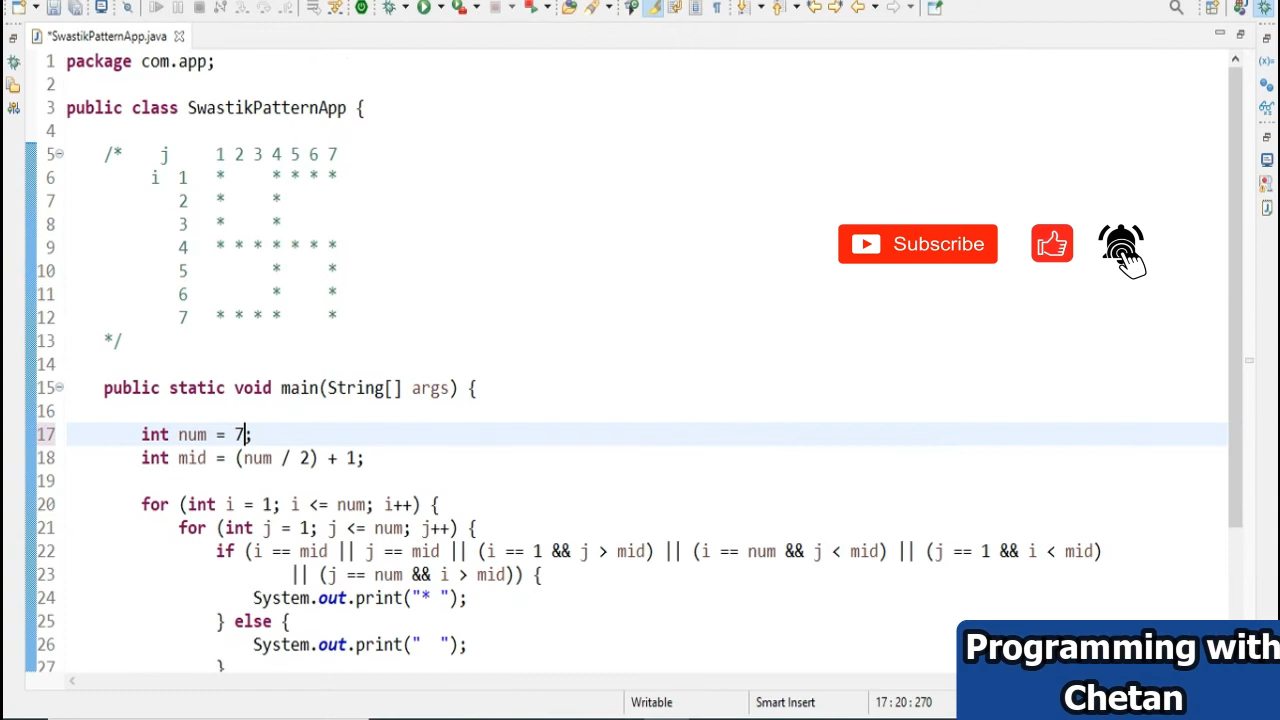 *SwastikPatternApp.java
1 package com.app;
2
3 public class SwastikPatternApp {
4
5 /* j 1 2 3 4 5 6 7
6 i 1 * * * * *
7 2 * *
8 3 * *
9 4 * * * * * * *
10 5 * *
11 6 * *
12 7 * * * * *
13 */
14
15 public static void main(String[] args) {
16
17 int num = 7;
18 int mid = (num / 2) + 1;
19
20 for (int i = 1; i <= num; i++) {
21 for (int j = 1; j <= num; j++) {
22 if (i == mid || j == mid || (i == 1 && j > mid) || (i == num && j < mid) || (j == 1 && i < mid)
23 || (j == num && i > mid)) {
24 System.out.print("* ");
25 } else {
26 System.out.print("  ");
27 }
Subscribe
Writable Smart Insert 17 : 20 : 270
Programming with
Chetan